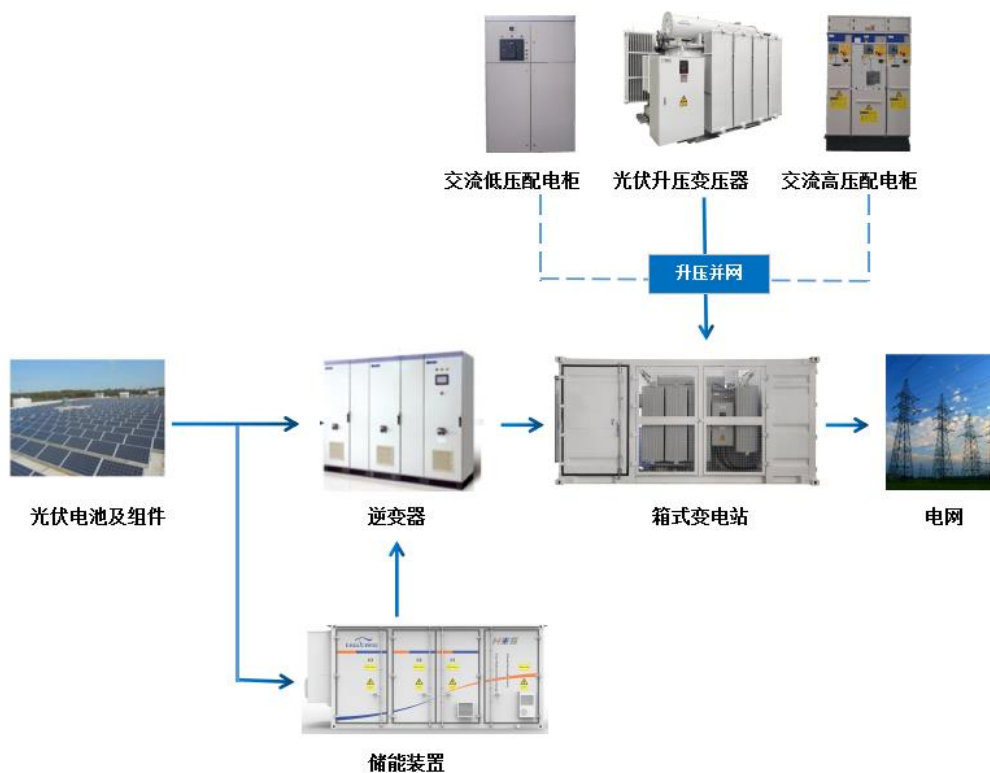 交流低压配电柜
光伏升压变压器
交流高压配电柜
升压并网
光伏电池及组件
逆变器
箱式变电站
电网
储能装置